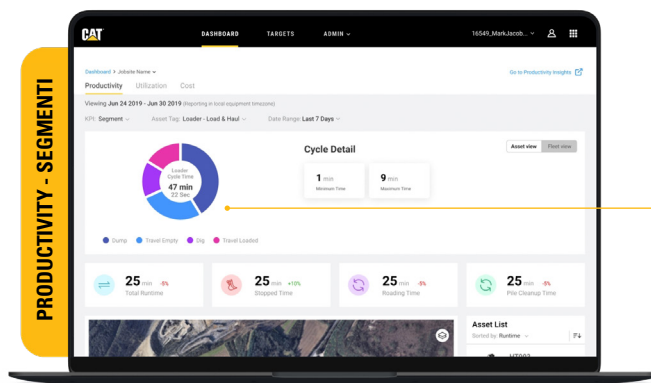 PRODUCTIVITY - SEGMENTI
CAT
DASHBOARD
TARGETS
ADMIN
16549_MarkJacob...
Dashboard > Jobsite Name
Go to Productivity Insights
Productivity
Utilization
Cost
Viewing Jun 24 2019 - Jun 30 2019 (Reporting in local equipment timezone)
KPI: Segment
Asset Tag: Loader - Load & Haul
Date Range: Last 7 Days
Cycle Detail
Asset view
Fleet view
Loader
Cycle Time
47 min
22 Sec
1 min
Minimum Time
9 min
Maximum Time
Dump
Travel Empty
Dig
Travel Loaded
25 min -5%
Total Runtime
25 min +10%
Stopped Time
25 min -5%
Roading Time
25 min -5%
Pile Cleanup Time
Asset List
Sorted by: Runtime
HT003